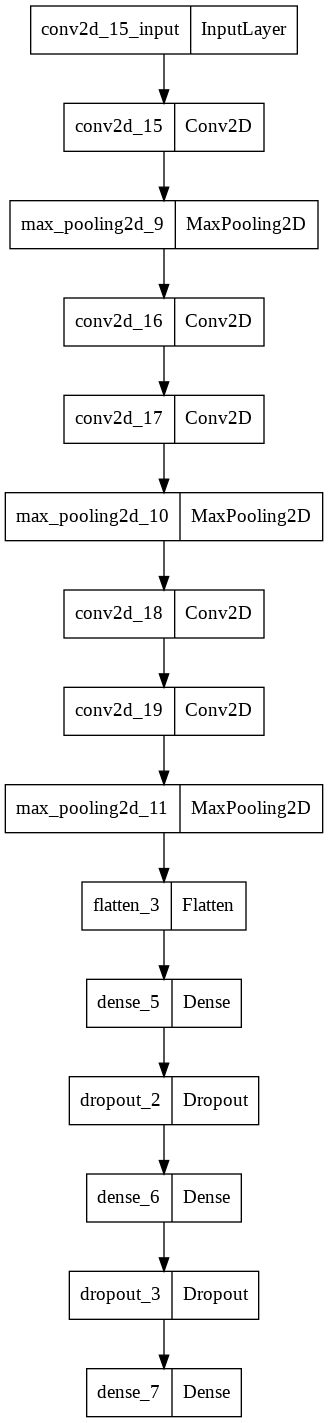 conv2d_15_input InputLayer
conv2d_15 Conv2D
max_pooling2d_9 MaxPooling2D
conv2d_16 Conv2D
conv2d_17 Conv2D
max_pooling2d_10 MaxPooling2D
conv2d_18 Conv2D
conv2d_19 Conv2D
max_pooling2d_11 MaxPooling2D
flatten_3 Flatten
dense_5 Dense
dropout_2 Dropout
dense_6 Dense
dropout_3 Dropout
dense_7 Dense